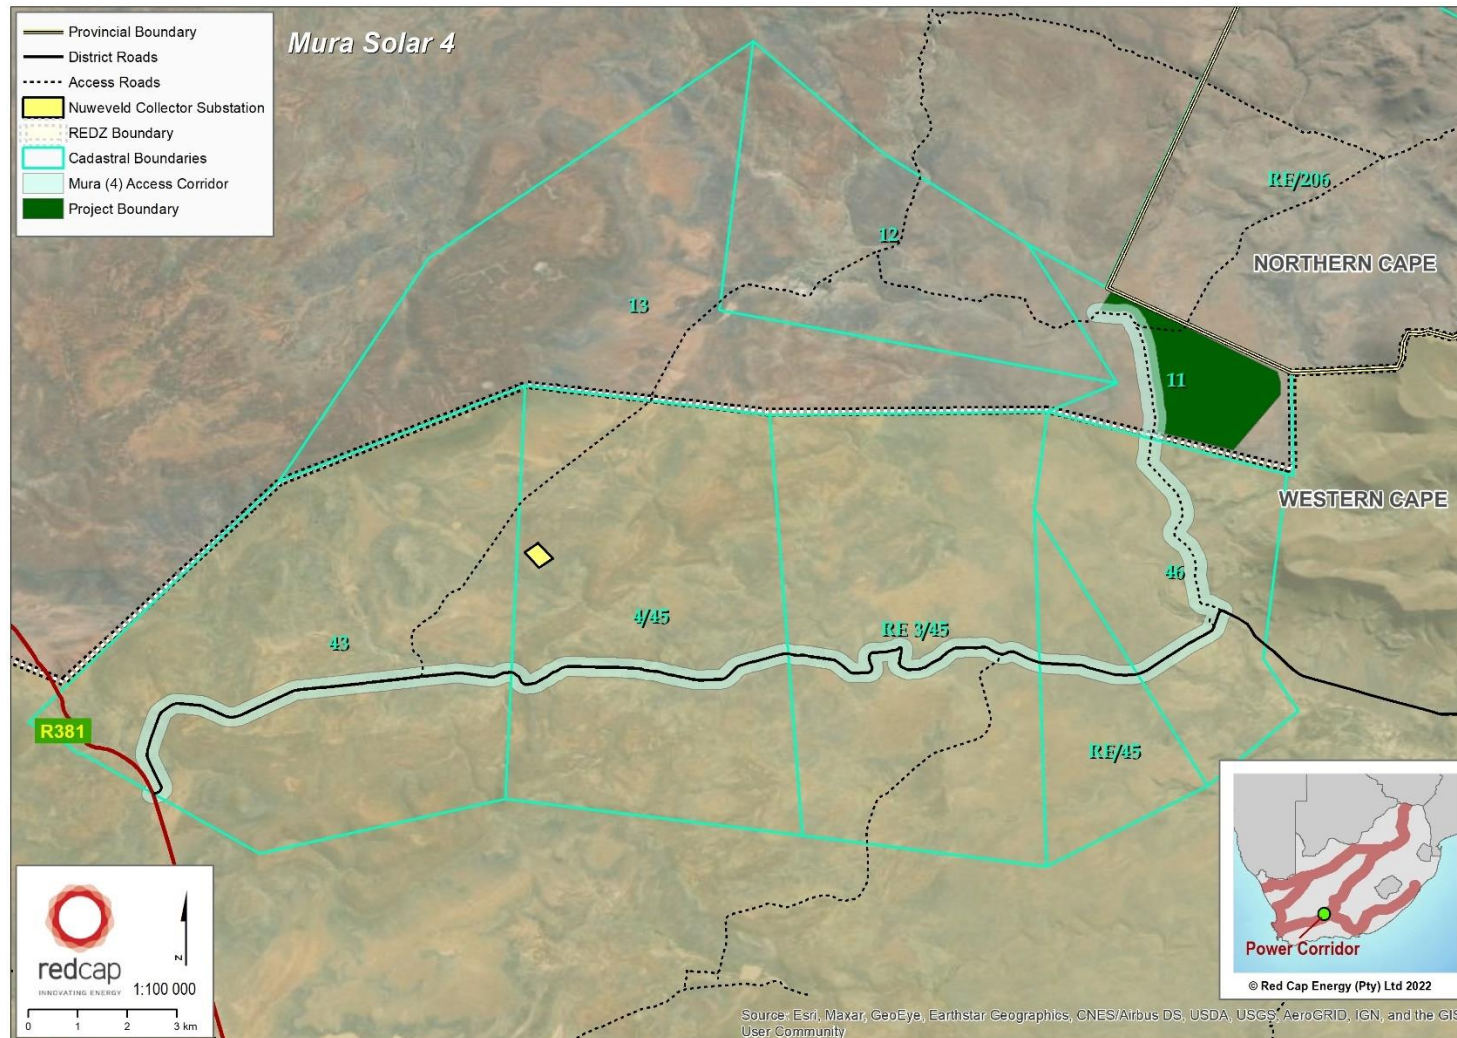 Mura Solar 4
Provincial Boundary
District Roads
Access Roads
Nuweveld Collector Substation
REDZ Boundary
Cadastral Boundaries
Mura (4) Access Corridor
Project Boundary
RE/206
12
NORTHERN CAPE
13
11
WESTERN CAPE
46
4/45
RE 3/45
43
R381
RE/45
Power Corridor
© Red Cap Energy (Pty) Ltd 2022
redcap
INNOVATING ENERGY
z
1:100 000
0 1 2 3 km
Source: Esri, Maxar, GeoEye, Earthstar Geographics, CNES/Airbus DS, USDA, USGS, AeroGRID, IGN, and the GIS
User Community